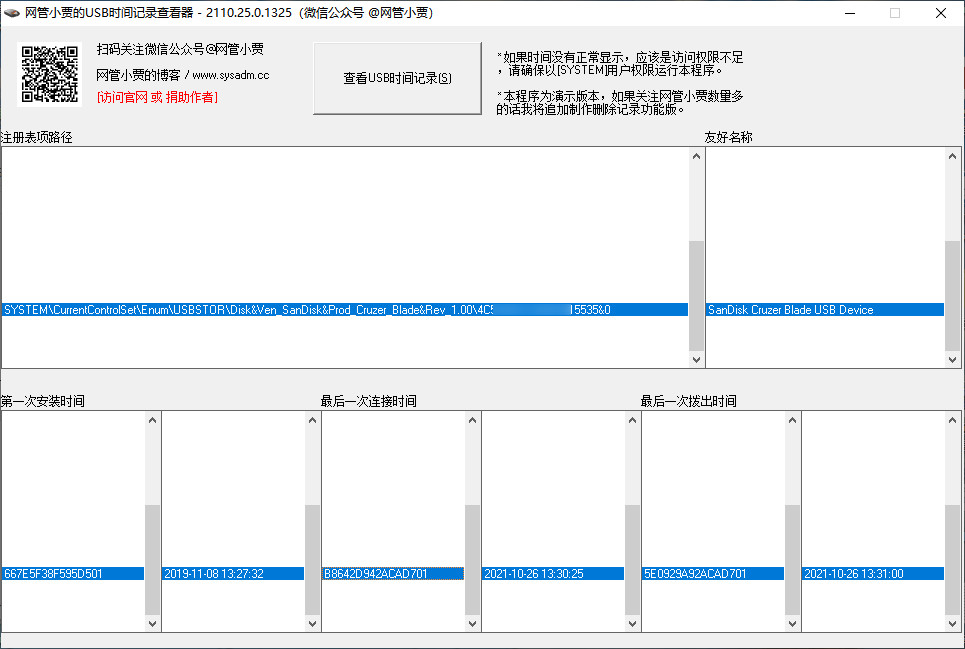 网管小贾的USB时间记录查看器 - 2110.25.0.1325（微信公众号 @网管小贾）
扫码关注微信公众号@网管小贾
网管小贾的博客 / www.sysadm.cc
[访问官网 或 捐助作者]
查看USB时间记录(S)
*如果时间没有正常显示，应该是访问权限不足
，请确保以[SYSTEM]用户权限运行本程序。
*本程序为演示版本，如果关注网管小贾数量多
的话我将追加制作删除记录功能版。
注册表项路径
友好名称
SYSTEM\CurrentControlSet\Enum\USBSTOR\Disk&Ven_SanDisk&Prod_Cruzer_Blade&Rev_1.00\4C5 15535&0
SanDisk Cruzer Blade USB Device
第一次安装时间
最后一次连接时间
最后一次拨出时间
667E5F38F595D501
2019-11-08 13:27:32
B8642D942ACAD701
2021-10-26 13:30:25
5E0929A92ACAD701
2021-10-26 13:31:00